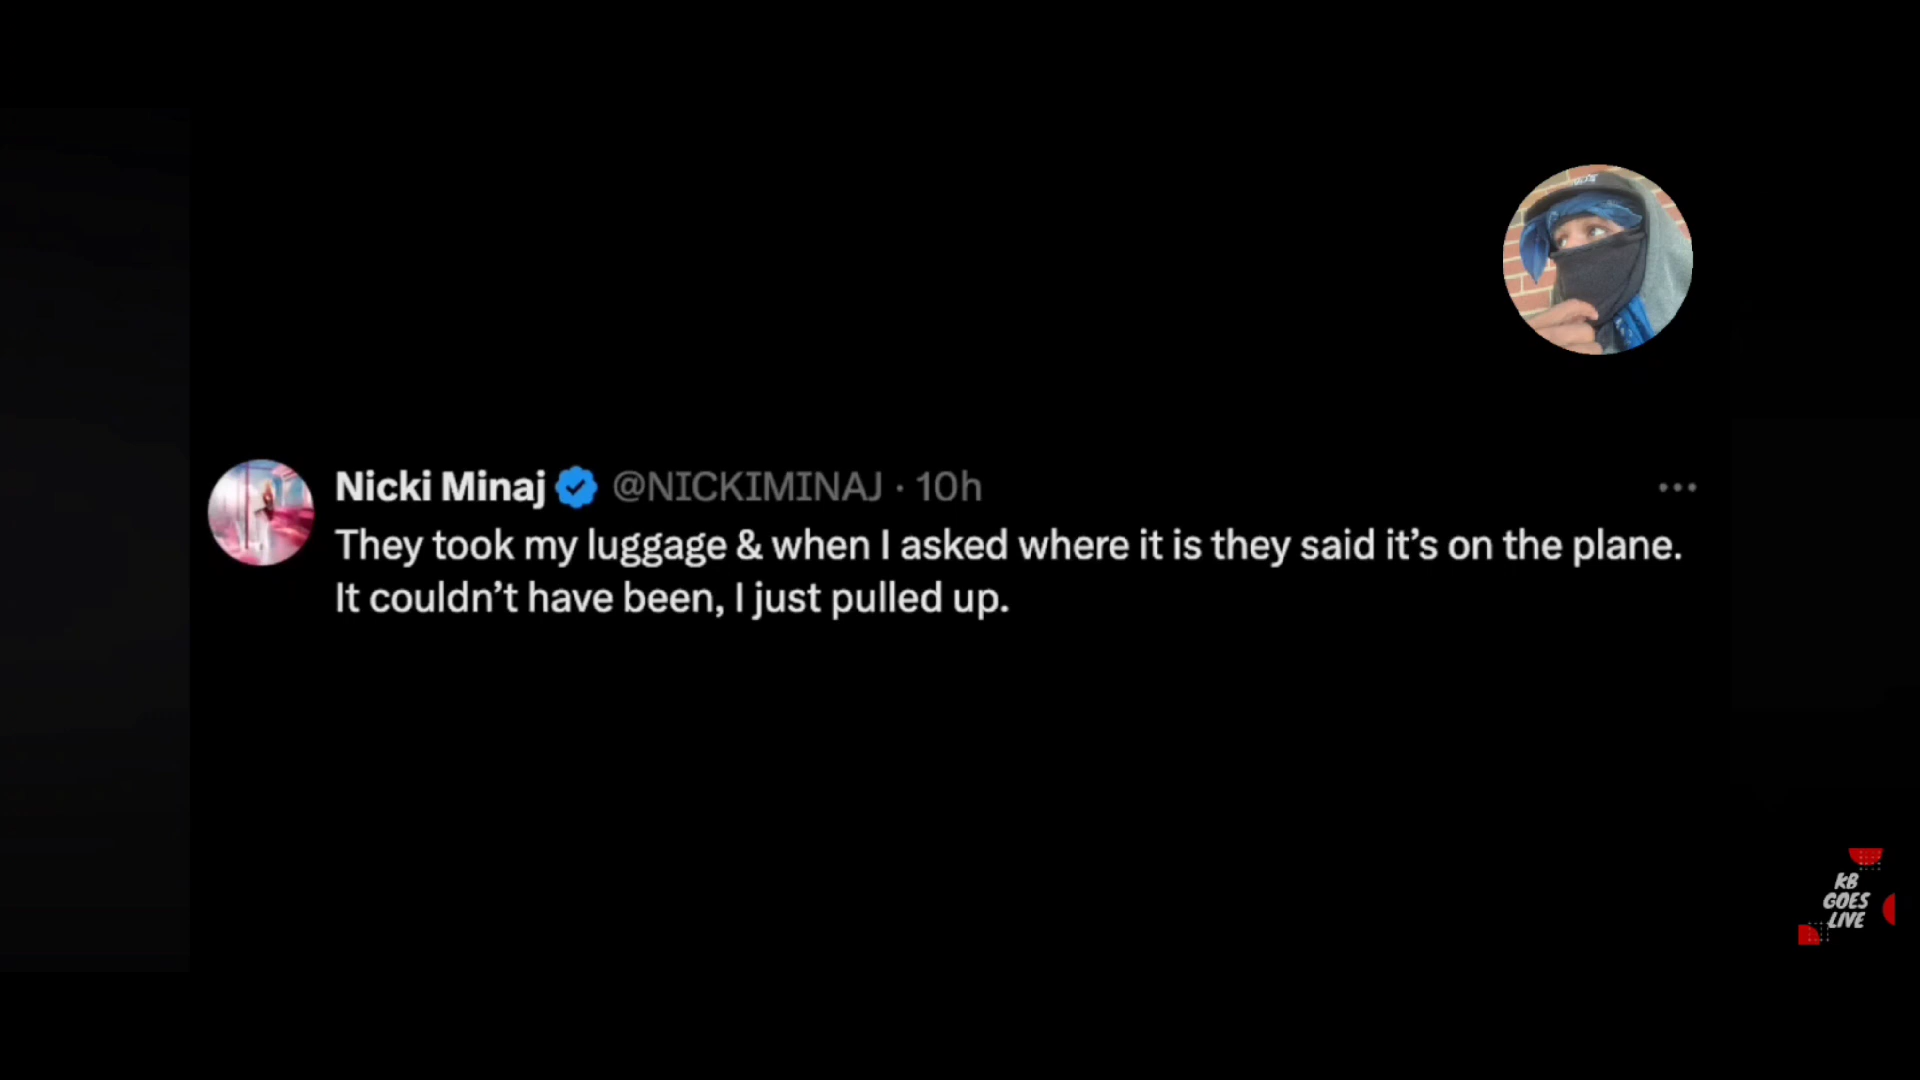 Nicki Minaj @NICKIMINAJ · 10h
They took my luggage & when I asked where it is they said it’s on the plane.
It couldn’t have been, I just pulled up.
KB
GOES
LIVE